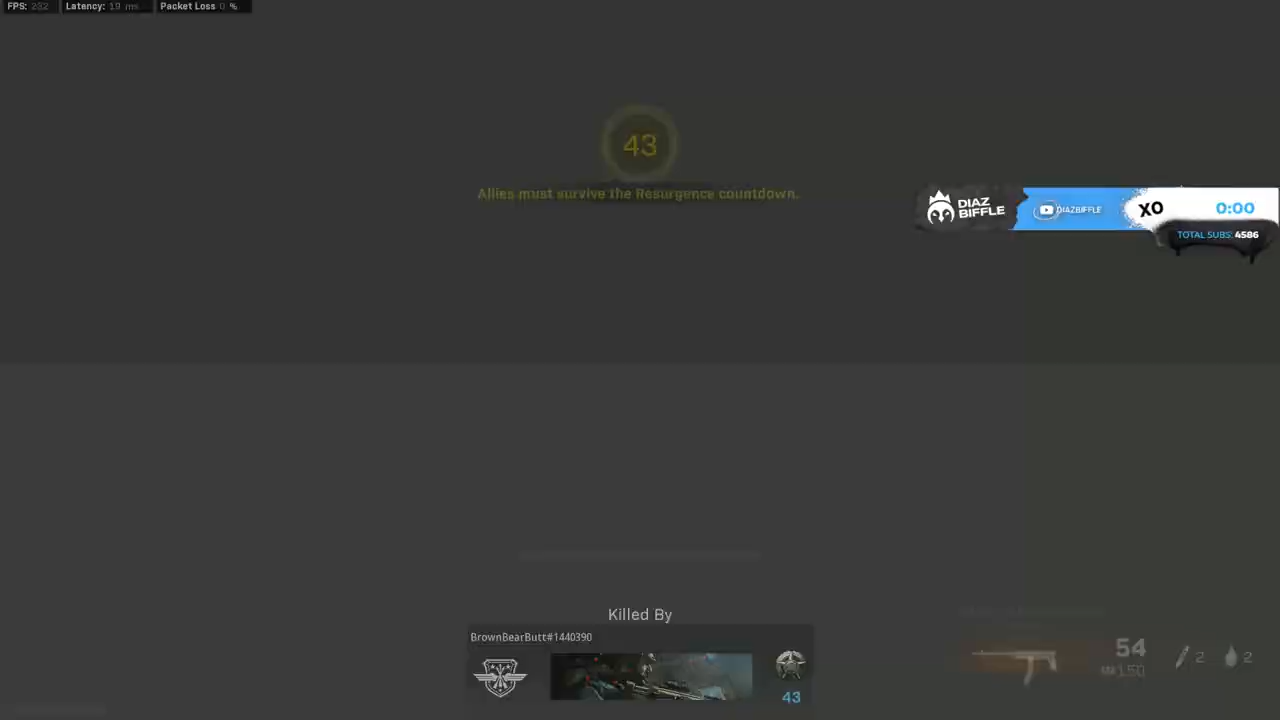 FPS: 232 Latency: 19 ms Packet Loss 0 %
43
Allies must survive the Resurgence countdown.
DIAZ
BIFFLE
DIAZBIFFLE
X0
0:00
TOTAL SUBS: 4586
Killed By
BrownBearButt#1440390
43
54
150
2
2